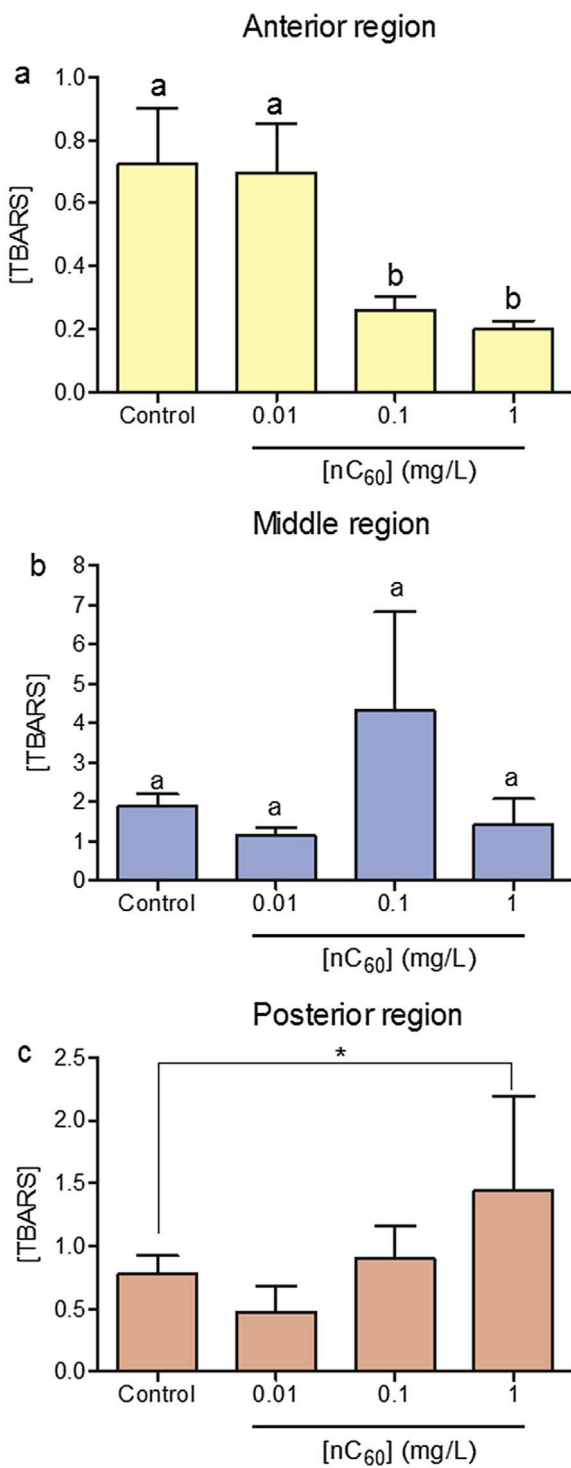 Anterior region
a
1.0
0.8
0.6
0.4
0.2
0.0
[TBARS]
a a b b
Control 0.01 0.1 1
[nC₆₀] (mg/L)
Middle region
b
8
7
6
5
4
3
2
1
0
[TBARS]
a a a a
Control 0.01 0.1 1
[nC₆₀] (mg/L)
Posterior region
c
2.5
2.0
1.5
1.0
0.5
0.0
[TBARS]
*
Control 0.01 0.1 1
[nC₆₀] (mg/L)